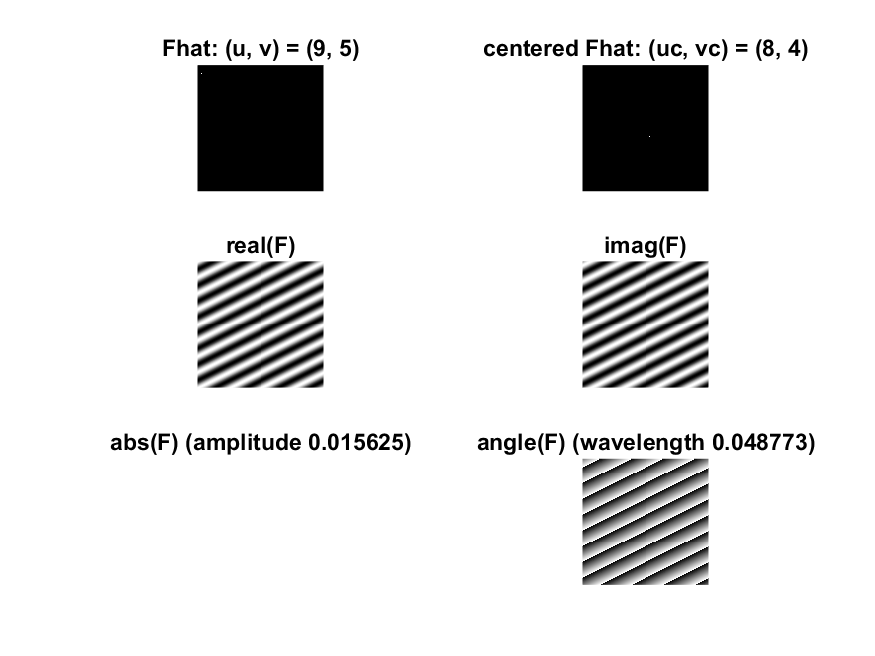 Fhat: (u, v) = (9, 5)
centered Fhat: (uc, vc) = (8, 4)
real(F)
imag(F)
abs(F) (amplitude 0.015625)
angle(F) (wavelength 0.048773)